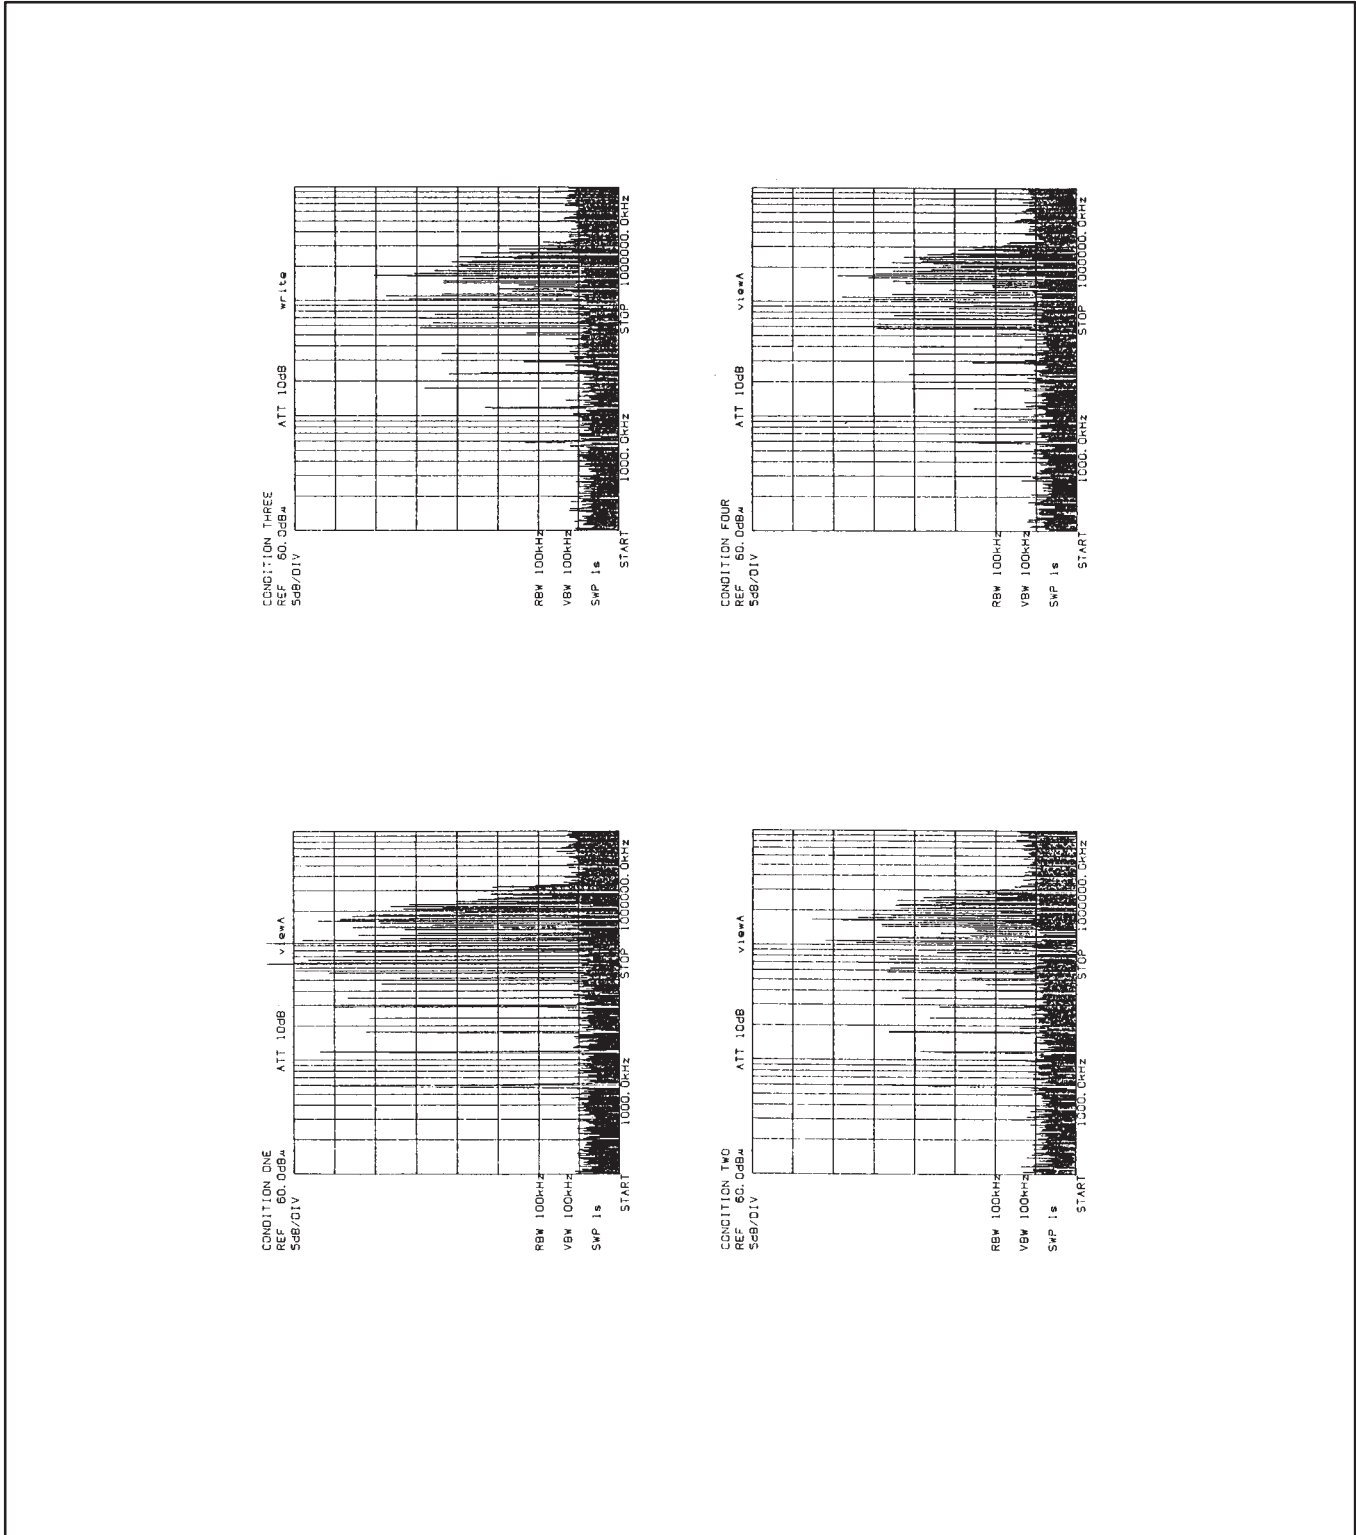 CONDITION ONE
REF 60.0dBμ ATT 10dB viewA
5dB/DIV
RBW 100kHz
VBW 100kHz
SWP 1s
START 1000.0kHz STOP 1000000.0kHz
CONDITION THREE
REF 60.0dBμ ATT 10dB write
5dB/DIV
RBW 100kHz
VBW 100kHz
SWP 1s
START 1000.0kHz STOP 1000000.0kHz
CONDITION TWO
REF 60.0dBμ ATT 10dB viewA
5dB/DIV
RBW 100kHz
VBW 100kHz
SWP 1s
START 1000.0kHz STOP 1000000.0kHz
CONDITION FOUR
REF 60.0dBμ ATT 10dB viewA
5dB/DIV
RBW 100kHz
VBW 100kHz
SWP 1s
START 1000.0kHz STOP 1000000.0kHz